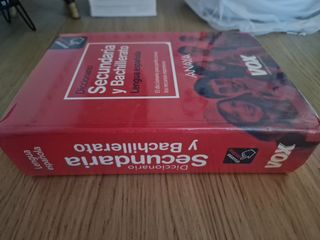 Diccionario
Secundaria
y Bachillerato
Lengua española
ANAYA
VOX
Diccionario
Secundaria
y Bachillerato
Lengua
española
VOX